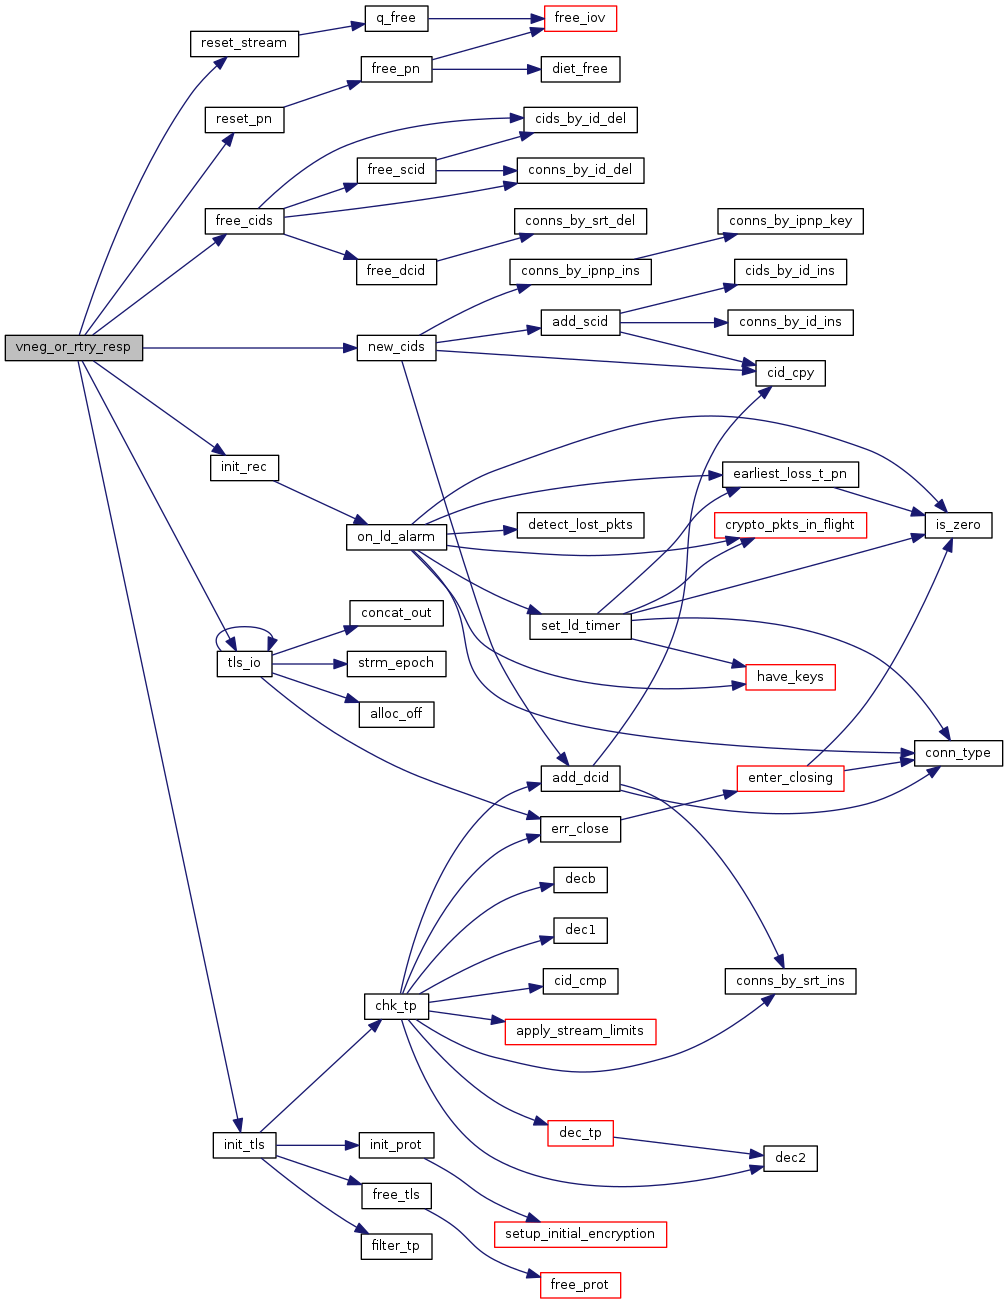 q_free
free_iov
reset_stream
free_pn
diet_free
reset_pn
cids_by_id_del
free_scid
conns_by_id_del
free_cids
conns_by_srt_del
conns_by_ipnp_key
free_dcid
conns_by_ipnp_ins
cids_by_id_ins
add_scid
conns_by_id_ins
vneg_or_rtry_resp
new_cids
cid_cpy
init_rec
earliest_loss_t_pn
on_ld_alarm
detect_lost_pkts
crypto_pkts_in_flight
is_zero
concat_out
set_ld_timer
tls_io
strm_epoch
have_keys
alloc_off
conn_type
add_dcid
enter_closing
err_close
decb
dec1
cid_cmp
conns_by_srt_ins
chk_tp
apply_stream_limits
dec_tp
init_tls
init_prot
dec2
free_tls
setup_initial_encryption
filter_tp
free_prot